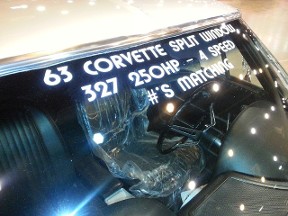 63 CORVETTE SPLIT WINDOW
327 250HP - 4 SPEED
#'S MATCHING